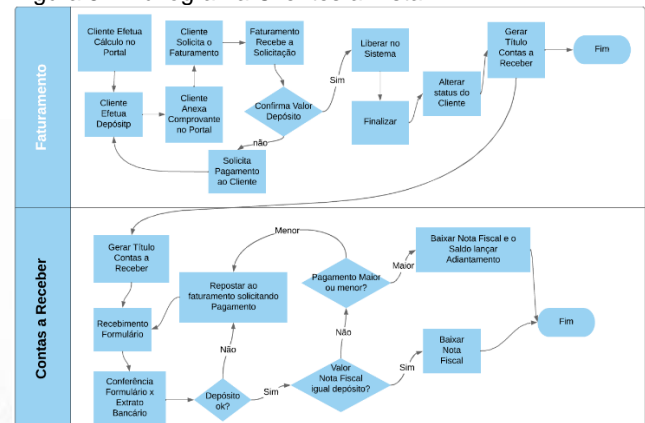 Faturamento
Cliente Efetua
Cálculo no
Portal
Cliente
Solicita o
Faturamento
Faturamento
Recebe a
Solicitação
Cliente
Efetua
Depósitp
Cliente
Anexa
Comprovante
no Portal
Confirma Valor
Depósito
Sim
não
Solicita
Pagamento
ao Cliente
Liberar no
Sistema
Finalizar
Alterar
status do
Cliente
Gerar
Título
Contas a
Receber
Fim
Contas a Receber
Gerar Título
Contas a
Receber
Recebimento
Formulário
Conferência
Formulário x
Extrato
Bancário
Depósito
ok?
Não
Sim
Repostar ao
faturamento solicitando
Pagamento
Menor
Valor
Nota Fiscal
igual depósito?
Não
Sim
Pagamento Maior
ou menor?
Maior
Baixar Nota Fiscal e o
Saldo lançar
Adiantamento
Baixar
Nota
Fiscal
Fim